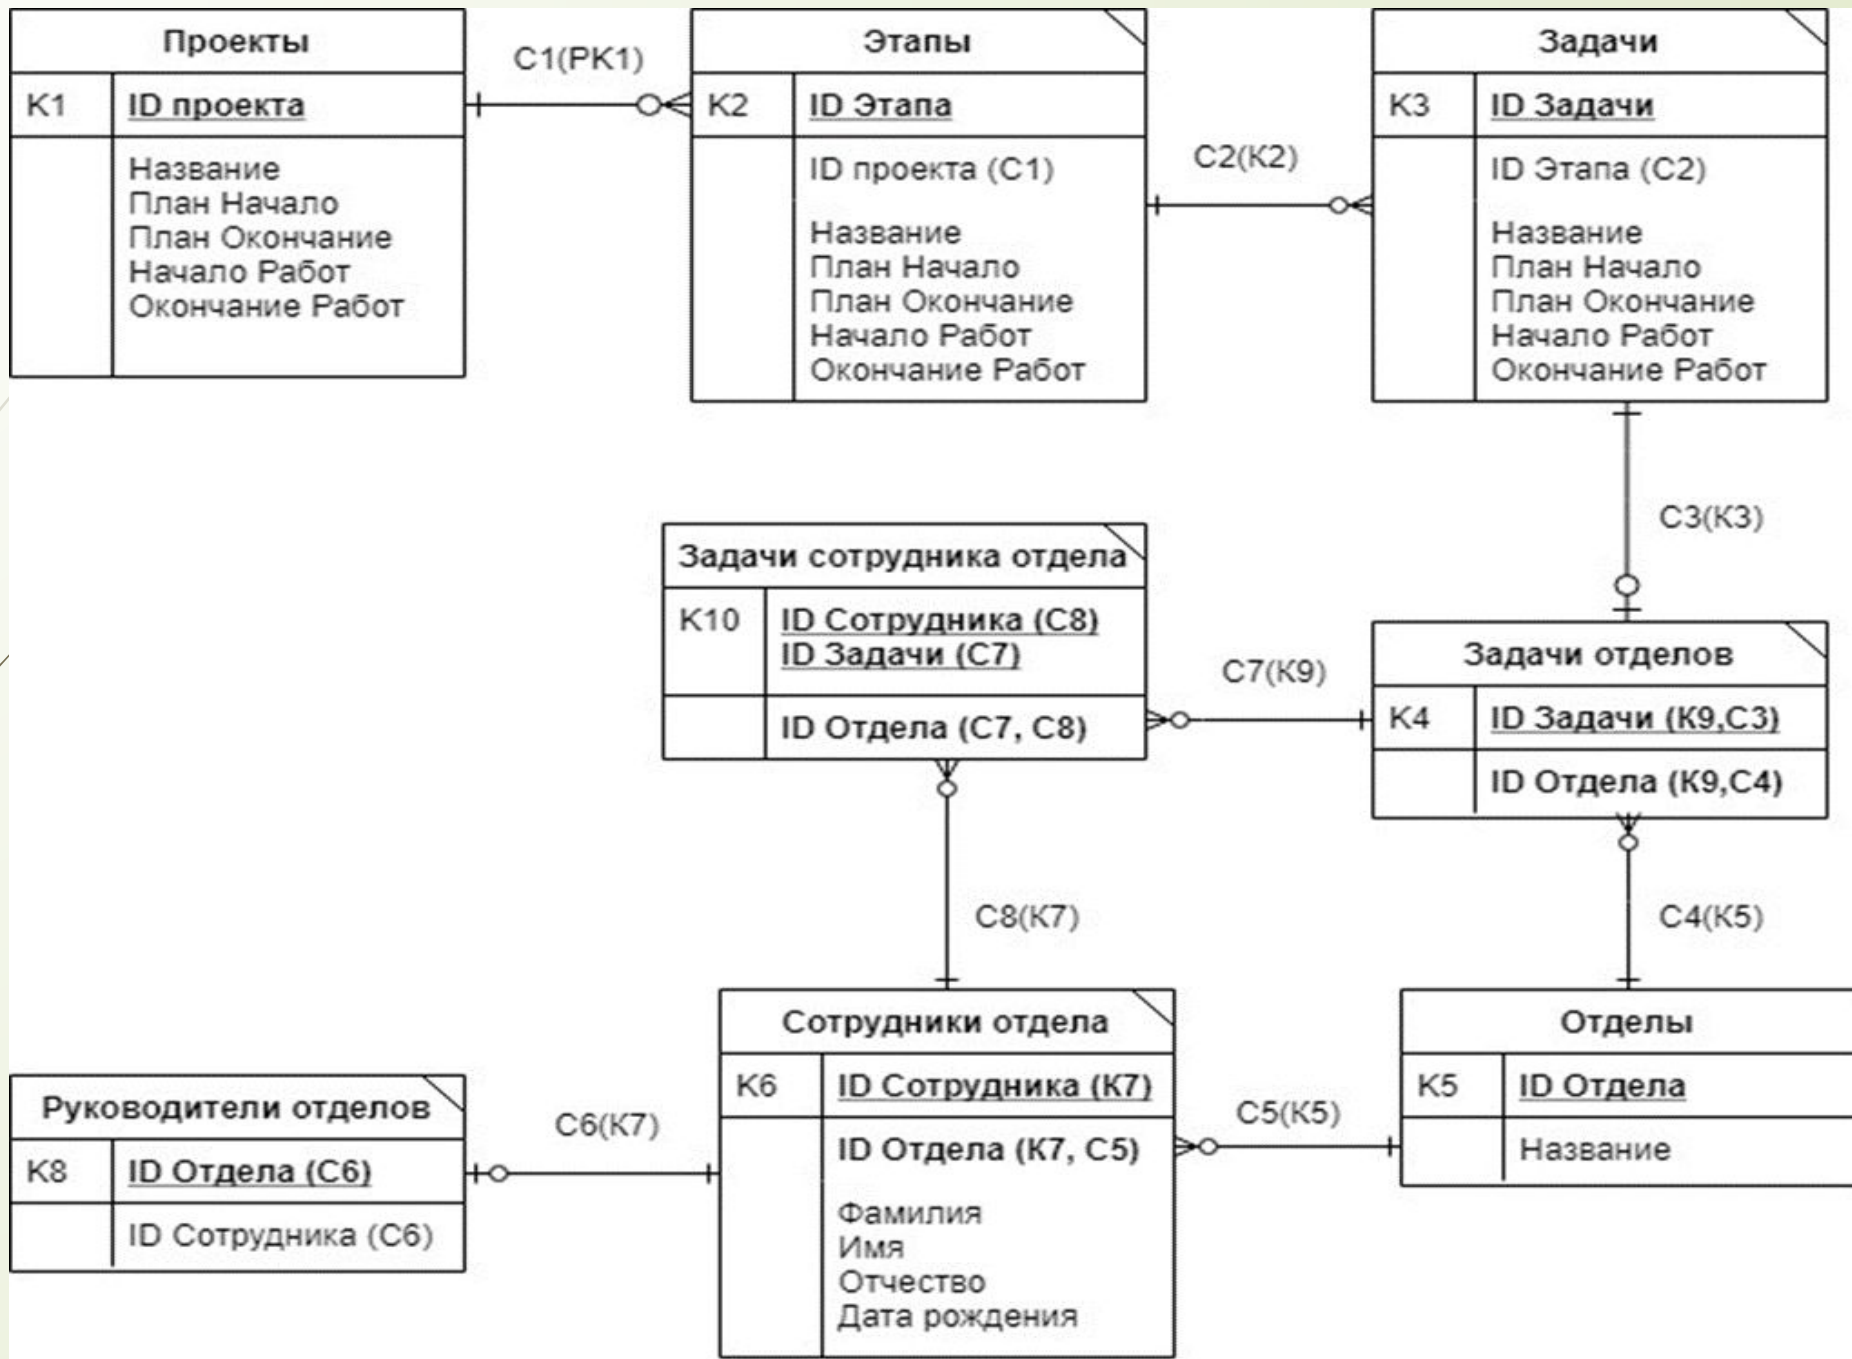 Проекты
K1
ID проекта
Название
План Начало
План Окончание
Начало Работ
Окончание Работ
C1(PK1)
Этапы
K2
ID Этапа
ID проекта (C1)
Название
План Начало
План Окончание
Начало Работ
Окончание Работ
C2(K2)
Задачи
K3
ID Задачи
ID Этапа (C2)
Название
План Начало
План Окончание
Начало Работ
Окончание Работ
C3(K3)
Задачи сотрудника отдела
K10
ID Сотрудника (C8)
ID Задачи (C7)
ID Отдела (C7, C8)
C7(K9)
Задачи отделов
K4
ID Задачи (K9,C3)
ID Отдела (K9,C4)
C8(K7)
C4(K5)
Руководители отделов
K8
ID Отдела (C6)
ID Сотрудника (C6)
C6(K7)
Сотрудники отдела
K6
ID Сотрудника (K7)
ID Отдела (K7, C5)
Фамилия
Имя
Отчество
Дата рождения
C5(K5)
Отделы
K5
ID Отдела
Название